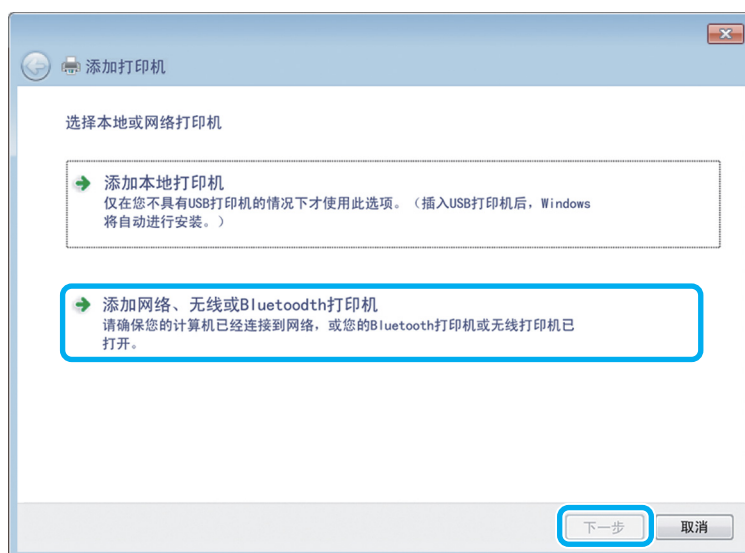 添加打印机
选择本地或网络打印机
添加本地打印机
仅在您不具有USB打印机的情况下才使用此选项。（插入USB打印机后，Windows
将自动进行安装。）
添加网络、无线或Bluetoodth打印机
请确保您的计算机已经连接到网络，或您的Bluetooth打印机或无线打印机已
打开。
下一步
取消